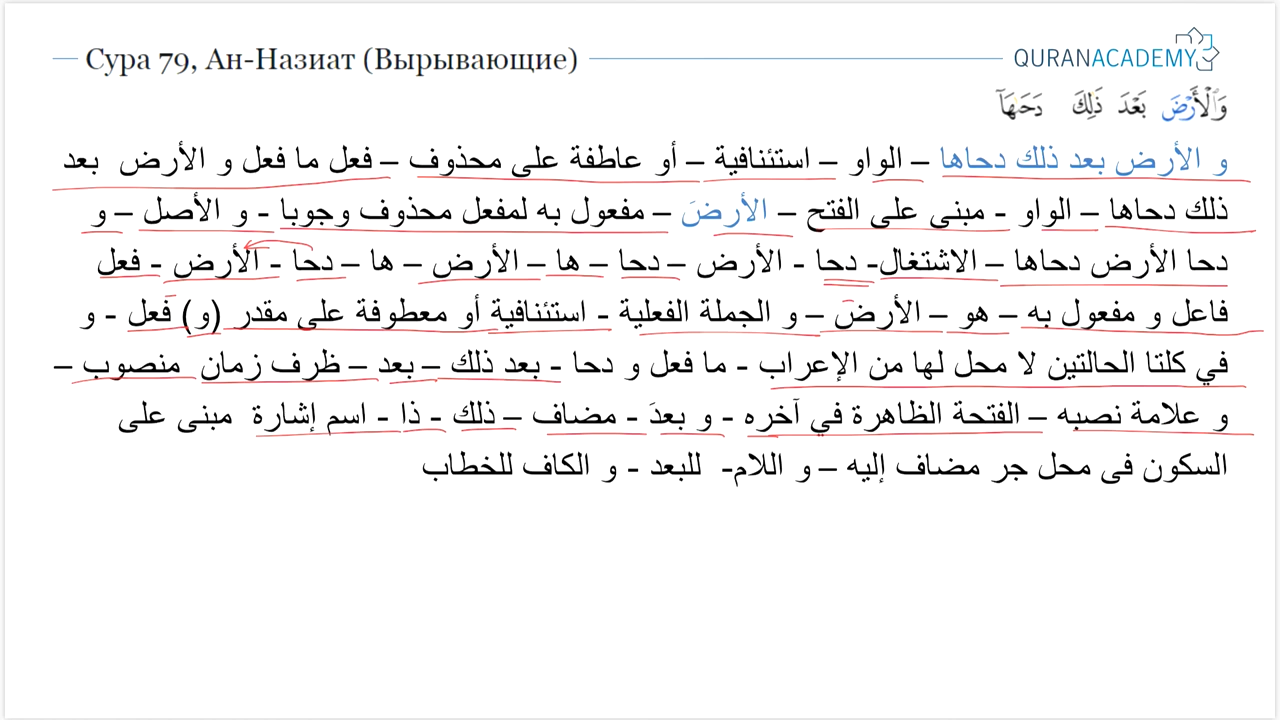 Сура 79, Ан-Назиат (Вырывающие)
QURANACADEMY
وَٱلْأَرْضَ بَعْدَ ذَٰلِكَ دَحَىٰهَآ
و الأرض بعد ذلك دحاها – الواو – استئنافية – أو عاطفة على محذوف – فعل ما فعل و الأرض بعد
ذلك دحاها – الواو - مبنى على الفتح – الأرضَ – مفعول به لمفعل محذوف وجوبا - و الأصل – و
دحا الأرض دحاها – الاشتغال- دحا - الأرض – دحا – ها – الأرض – ها – دحا - الأرض - فعل
فاعل و مفعول به – هو – الأرضَ – و الجملة الفعلية - استئنافية أو معطوفة على مقدر (و) فعل - و
في كلتا الحالتين لا محل لها من الإعراب - ما فعل و دحا - بعد ذلك – بعد – ظرف زمان منصوب –
و علامة نصبه – الفتحة الظاهرة في آخره - و بعدَ - مضاف – ذلك - ذا - اسم إشارة مبنى على
السكون فى محل جر مضاف إليه – و اللام- للبعد - و الكاف للخطاب